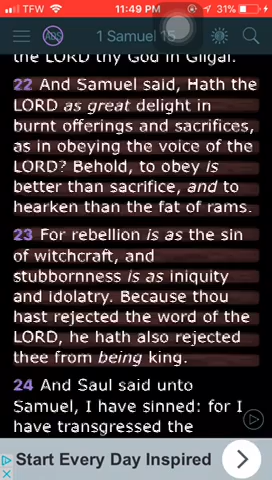 TFW 11:49 PM 31%
ABS 1 Samuel 15
the LORD thy God in Gilgal.
22 And Samuel said, Hath the
LORD as great delight in
burnt offerings and sacrifices,
as in obeying the voice of the
LORD? Behold, to obey is
better than sacrifice, and to
hearken than the fat of rams.
23 For rebellion is as the sin
of witchcraft, and
stubbornness is as iniquity
and idolatry. Because thou
hast rejected the word of the
LORD, he hath also rejected
thee from being king.
24 And Saul said unto
Samuel, I have sinned: for I
have transgressed the
Start Every Day Inspired